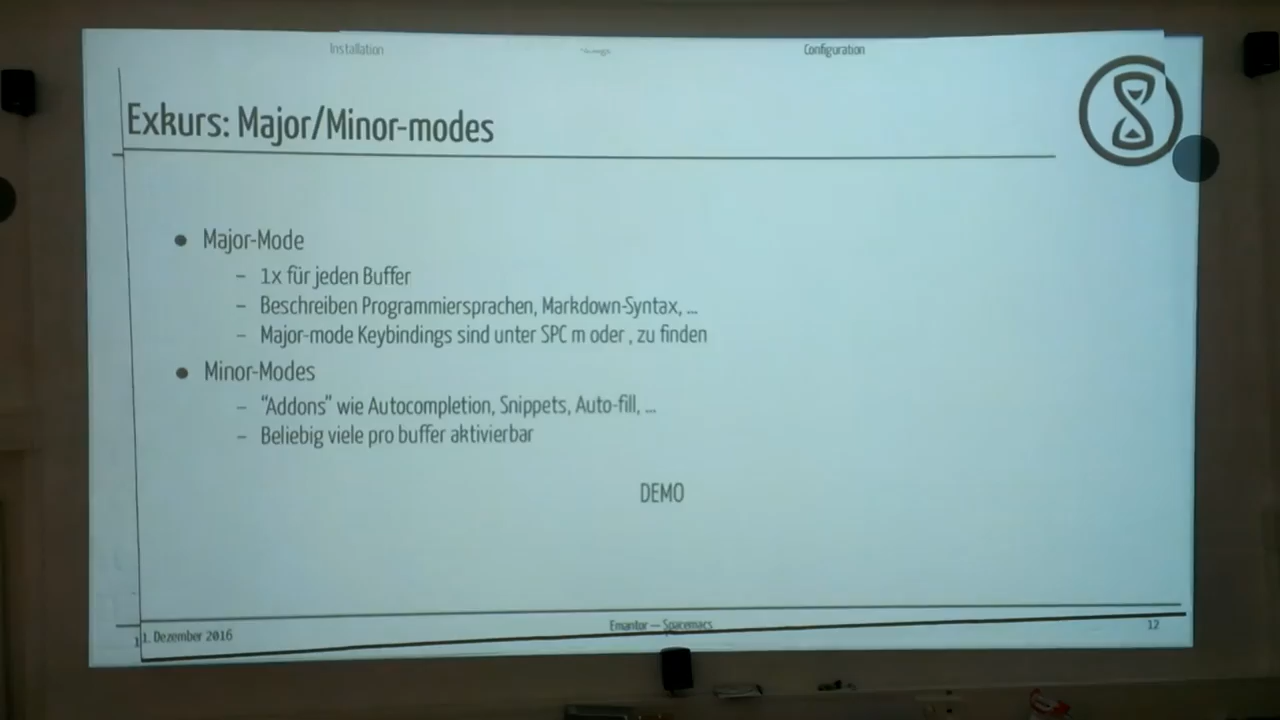 Installation
Configuration
Exkurs: Major/Minor-modes
● Major-Mode
– 1x für jeden Buffer
– Beschreiben Programmiersprachen, Markdown-Syntax, ...
– Major-mode Keybindings sind unter SPC m oder , zu finden
● Minor-Modes
– "Addons" wie Autocompletion, Snippets, Auto-fill, ...
– Beliebig viele pro buffer aktivierbar
DEMO
1. Dezember 2016
Emantor — Spacemacs
12